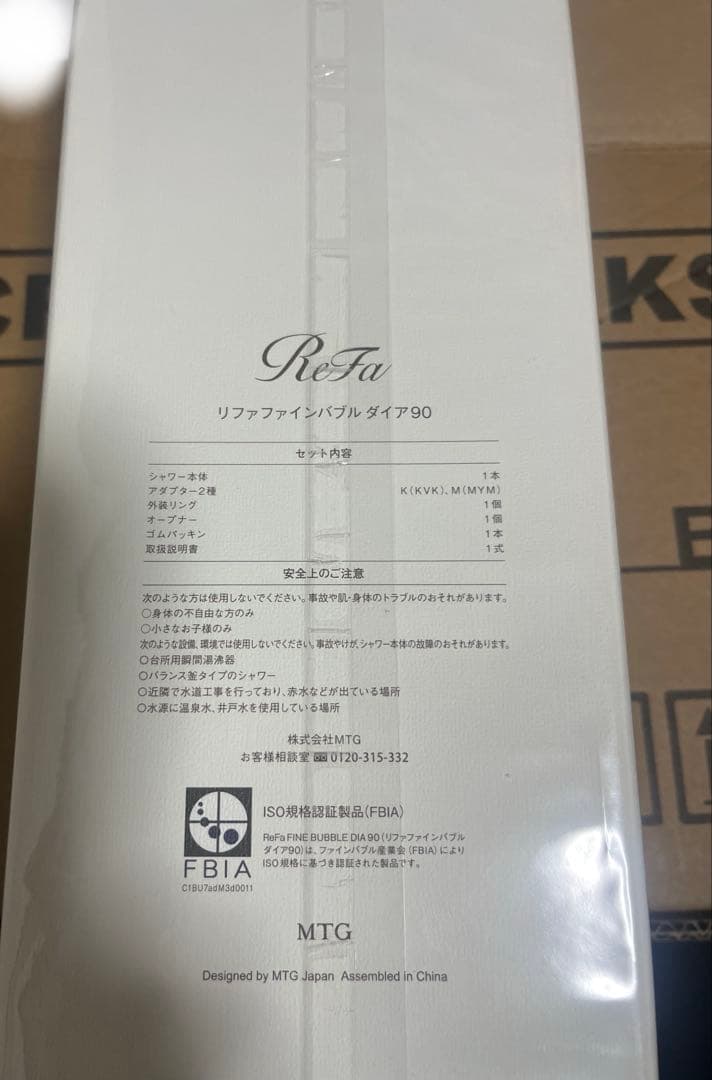 ReFa
リファファインバブル ダイア90
セット内容
シャワー本体 1本
アダプター2種 K(KVK)、M(MYM)
外装リング 1個
オープナー 1個
ゴムパッキン 1本
取扱説明書 1式
安全上のご注意
次のような方は使用しないでください。事故や肌・身体のトラブルのおそれがあります。
○身体の不自由な方のみ
○小さなお子様のみ
次のような設備、環境では使用しないでください。事故やけが、シャワー本体の故障のおそれがあります。
○台所用瞬間湯沸器
○バランス釜タイプのシャワー
○近隣で水道工事を行っており、赤水などが出ている場所
○水源に温泉水、井戸水を使用している場所
株式会社MTG
お客様相談室 0120-315-332
ISO規格認証製品(FBIA)
ReFa FINE BUBBLE DIA 90(リファファインバブル
ダイア90)は、ファインバブル産業会(FBIA)により
ISO規格に基づき認証された製品です。
FBIA
C1BU7adM3d0011
MTG
Designed by MTG Japan Assembled in China
KS